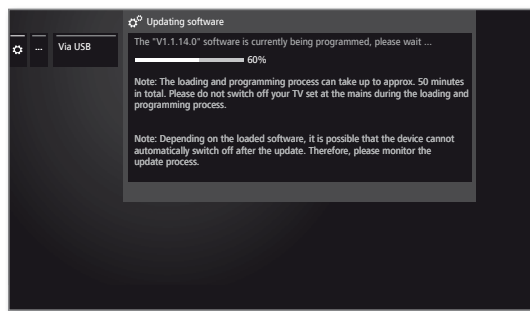 Updating software
...
Via USB
The "V1.1.14.0" software is currently being programmed, please wait ...
60%
Note: The loading and programming process can take up to approx. 50 minutes
in total. Please do not switch off your TV set at the mains during the loading and
programming process.
Note: Depending on the loaded software, it is possible that the device cannot
automatically switch off after the update. Therefore, please monitor the
update process.